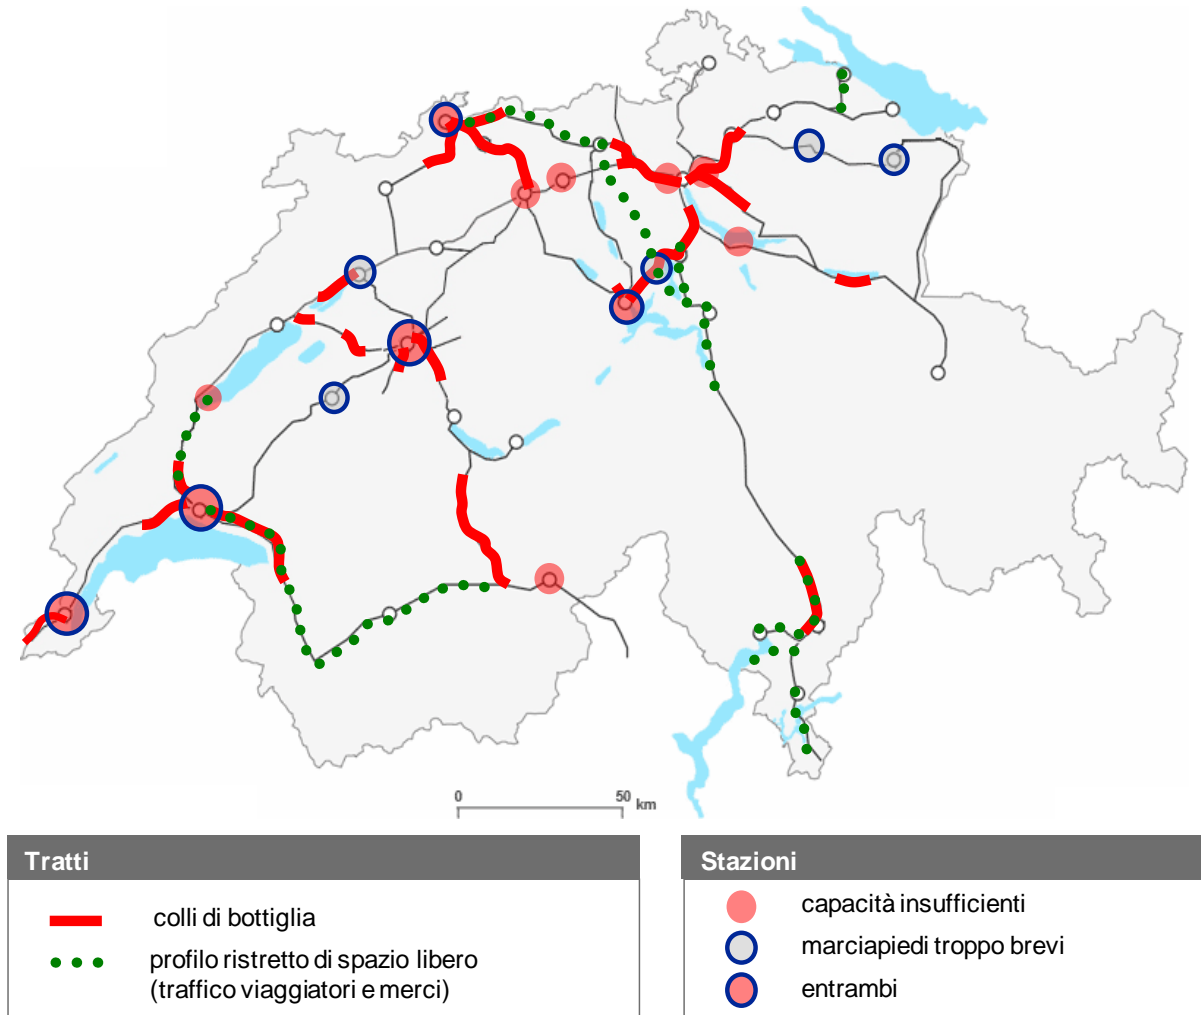 0 50 km
Tratti
colli di bottiglia
profilo ristretto di spazio libero
(traffico viaggiatori e merci)
Stazioni
capacità insufficienti
marciapiedi troppo brevi
entrambi